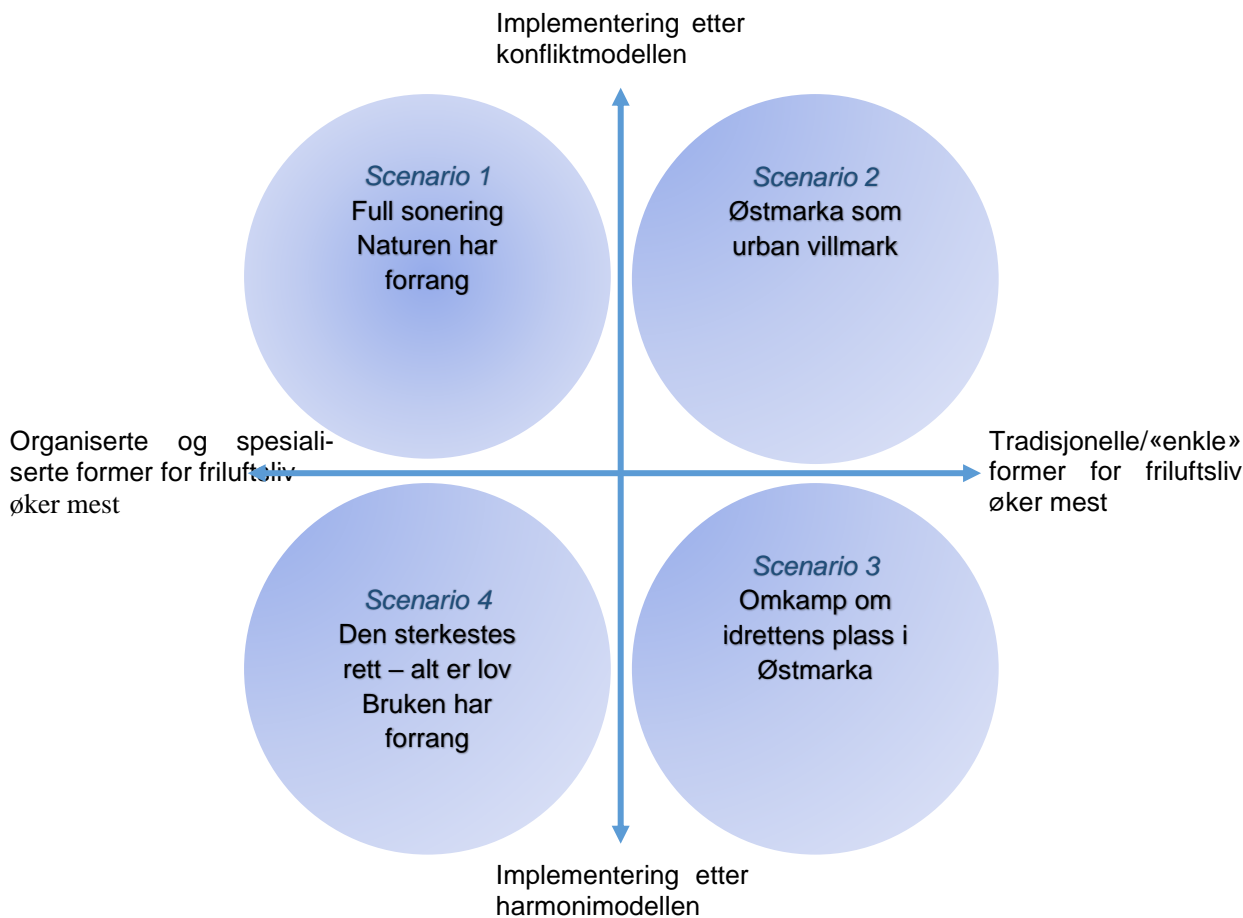 Implementering etter
konfliktmodellen
Scenario 1
Full sonering
Naturen har
forrang
Scenario 2
Østmarka som
urban villmark
Organiserte og spesiali-
serte former for friluftsliv
øker mest
Tradisjonelle/«enkle»
former for friluftsliv
øker mest
Scenario 4
Den sterkestes
rett – alt er lov
Bruken har
forrang
Scenario 3
Omkamp om
idrettens plass i
Østmarka
Implementering etter
harmonimodellen